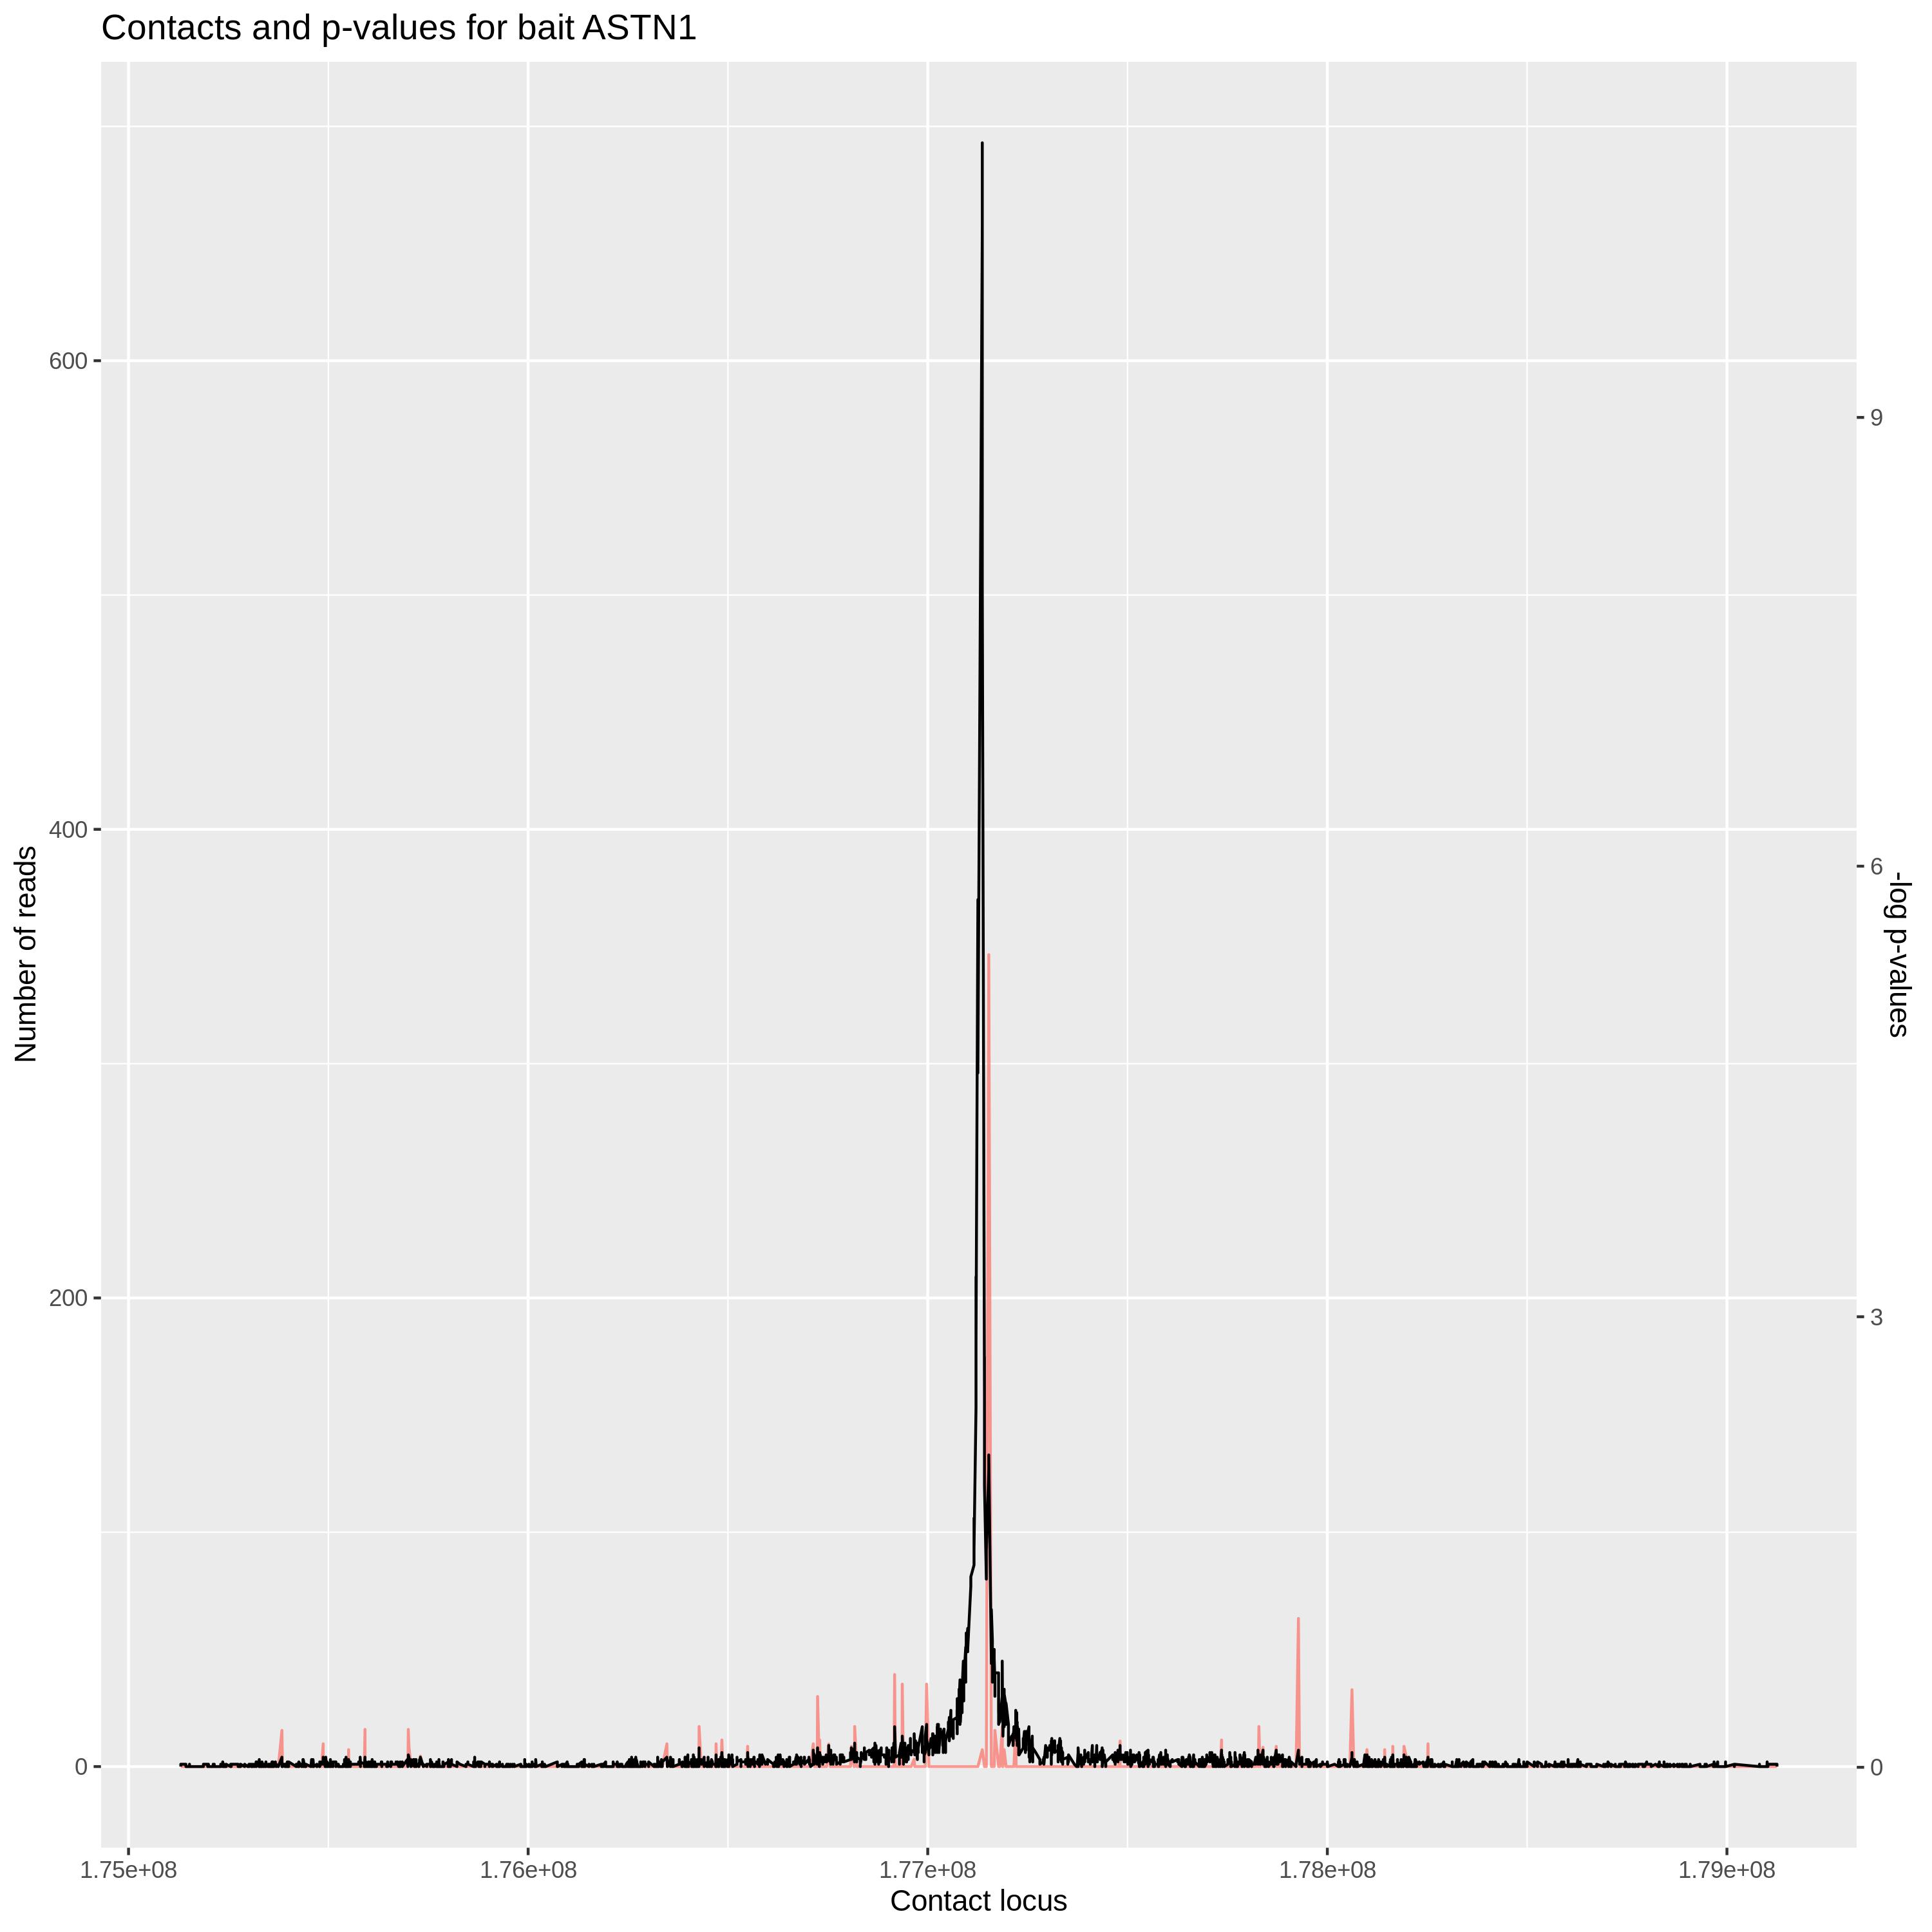 Contacts and p-values for bait ASTN1
600
400
200
0
Number of reads
9
6
3
0
-log p-values
1.75e+08
1.76e+08
1.77e+08
1.78e+08
1.79e+08
Contact locus